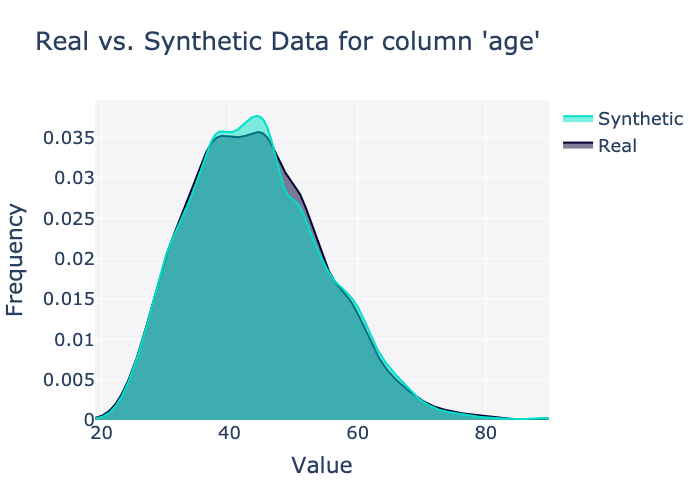 Real vs. Synthetic Data for column 'age'
Synthetic
Real
0.035
0.03
0.025
0.02
0.015
0.01
0.005
0
Frequency
20 40 60 80
Value